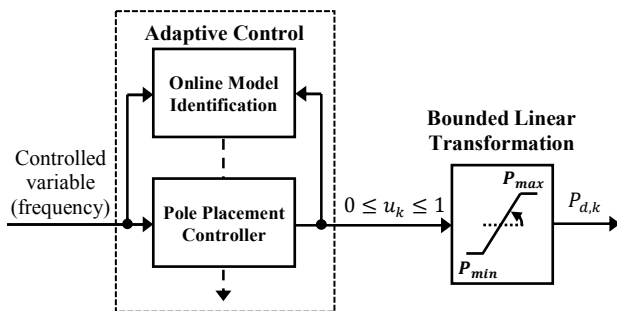 Adaptive Control
Online Model
Identification
Bounded Linear
Transformation
Controlled
variable
(frequency)
Pole Placement
Controller
0 ≤ u_k ≤ 1
P_max
P_min
P_{d,k}